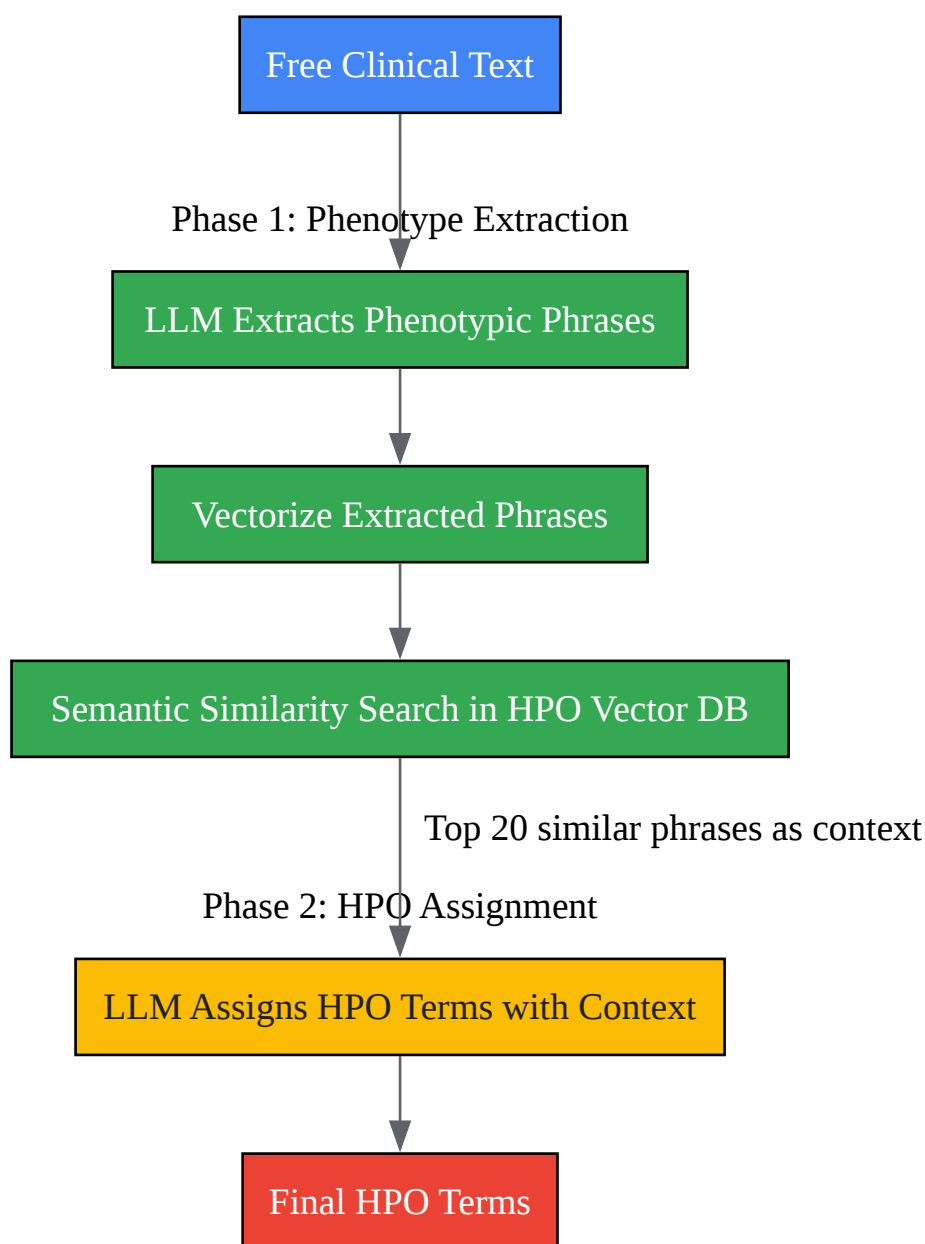 Free Clinical Text
Phase 1: Phenotype Extraction
LLM Extracts Phenotypic Phrases
Vectorize Extracted Phrases
Semantic Similarity Search in HPO Vector DB
Top 20 similar phrases as context
Phase 2: HPO Assignment
LLM Assigns HPO Terms with Context
Final HPO Terms